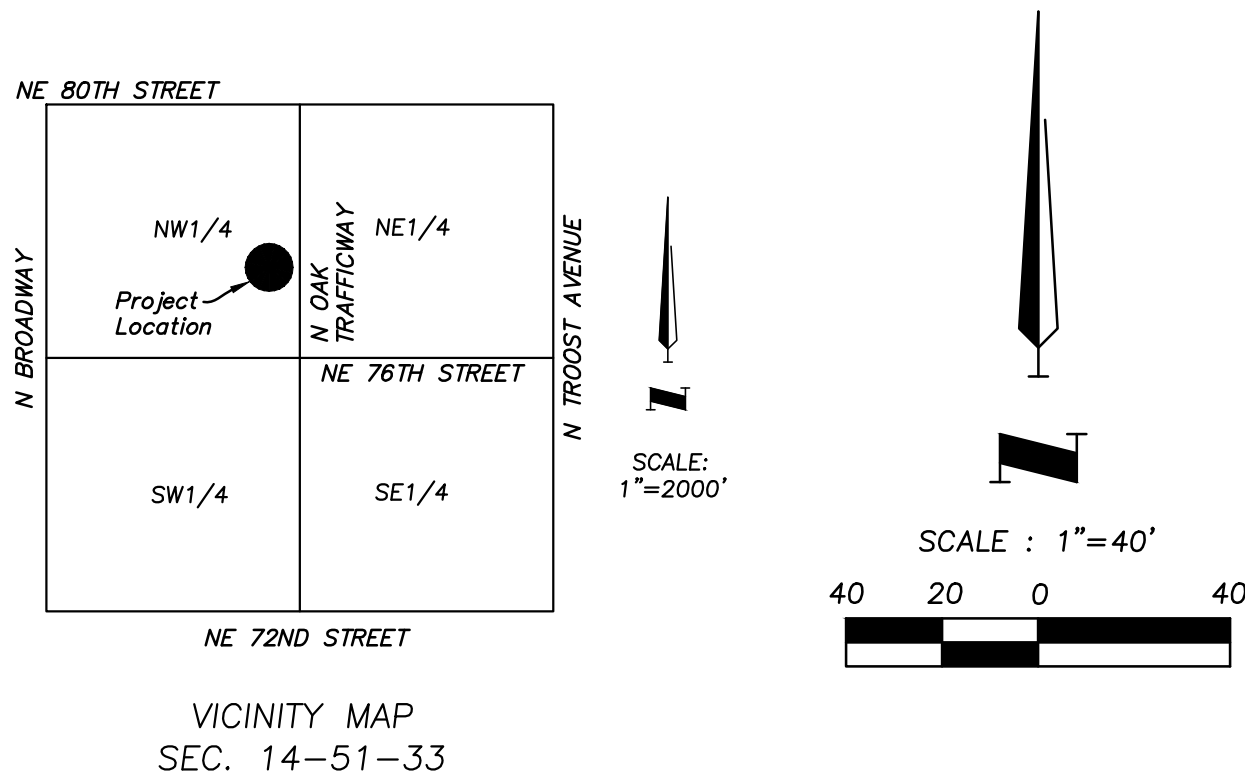 NE 80TH STREET
NW1/4
NE1/4
N BROADWAY
Project
Location
N OAK
TRAFFICWAY
N TROOST AVENUE
NE 76TH STREET
SW1/4
SE1/4
NE 72ND STREET
VICINITY MAP
SEC. 14-51-33
N
SCALE:
1"=2000'
N
SCALE : 1"=40'
40 20 0 40